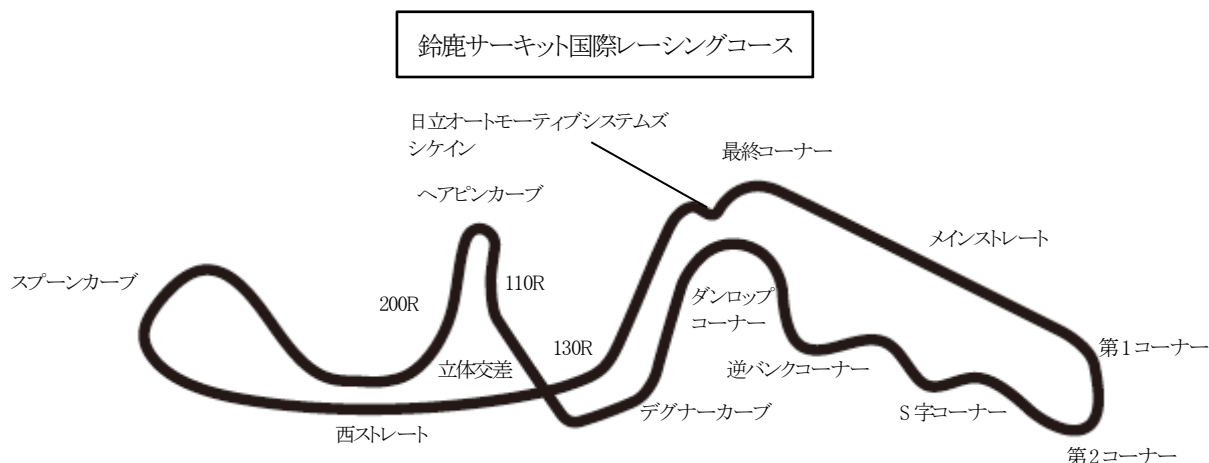 鈴鹿サーキット国際レーシングコース
日立オートモーティブシステムズ
シケイン
最終コーナー
ヘアピンカーブ
メインストレート
スプーンカーブ
200R
110R
ダンロップ
コーナー
130R
第1コーナー
立体交差
逆バンクコーナー
デグナーカーブ
S字コーナー
西ストレート
第2コーナー